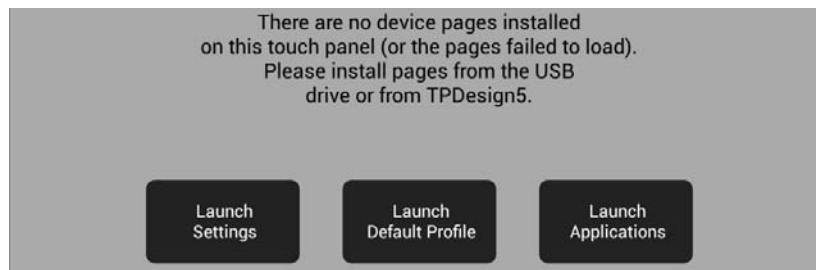 There are no device pages installed
on this touch panel (or the pages failed to load).
Please install pages from the USB
drive or from TPDesign5.
Launch
Settings
Launch
Default Profile
Launch
Applications